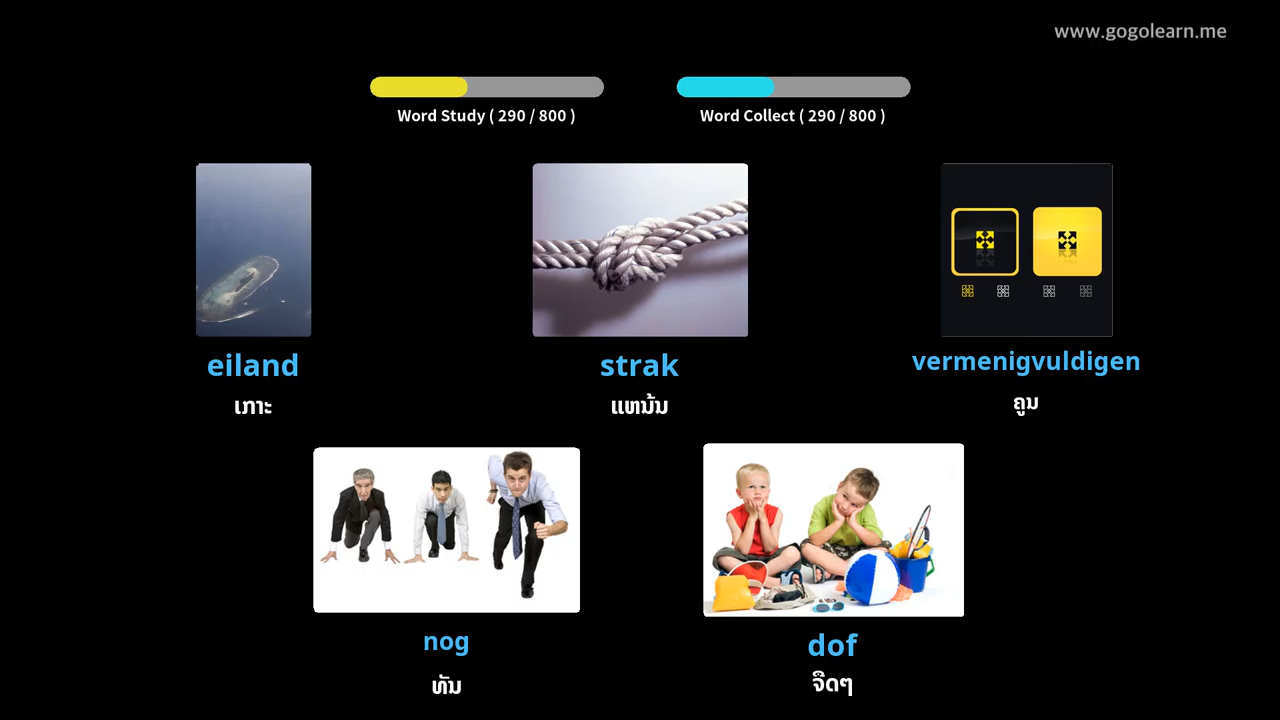 www.gogolearn.me
Word Study ( 290 / 800 )
Word Collect ( 290 / 800 )
eiland
ເກາະ
strak
ແຫນ້ນ
vermenigvuldigen
ຄູນ
nog
ທັນ
dof
ຈືດໆ